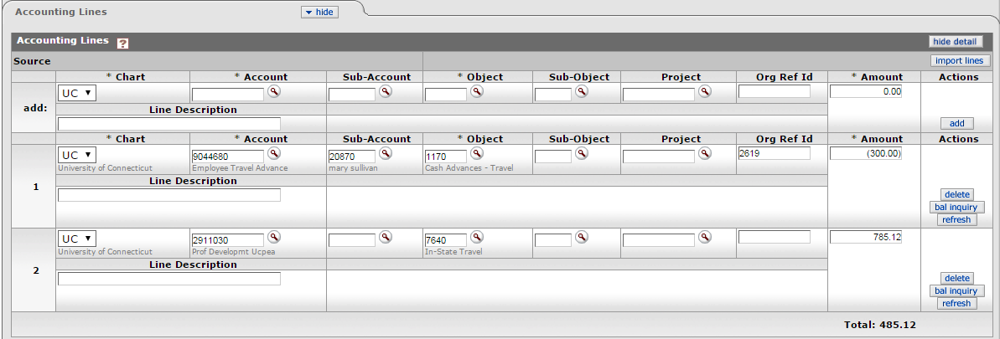 Accounting Lines
hide
Accounting Lines ?
hide detail
Source
import lines
* Chart * Account Sub-Account * Object Sub-Object Project Org Ref Id * Amount Actions
add: UC 0.00
Line Description
add
* Chart * Account Sub-Account * Object Sub-Object Project Org Ref Id * Amount Actions
1 UC 9044680 20870 1170 2619 (300.00)
University of Connecticut Employee Travel Advance mary sullivan Cash Advances - Travel
Line Description
delete
bal inquiry
refresh
2 UC 2911030 7640 785.12
University of Connecticut Prof Developmt Ucpea In-State Travel
Line Description
delete
bal inquiry
refresh
Total: 485.12